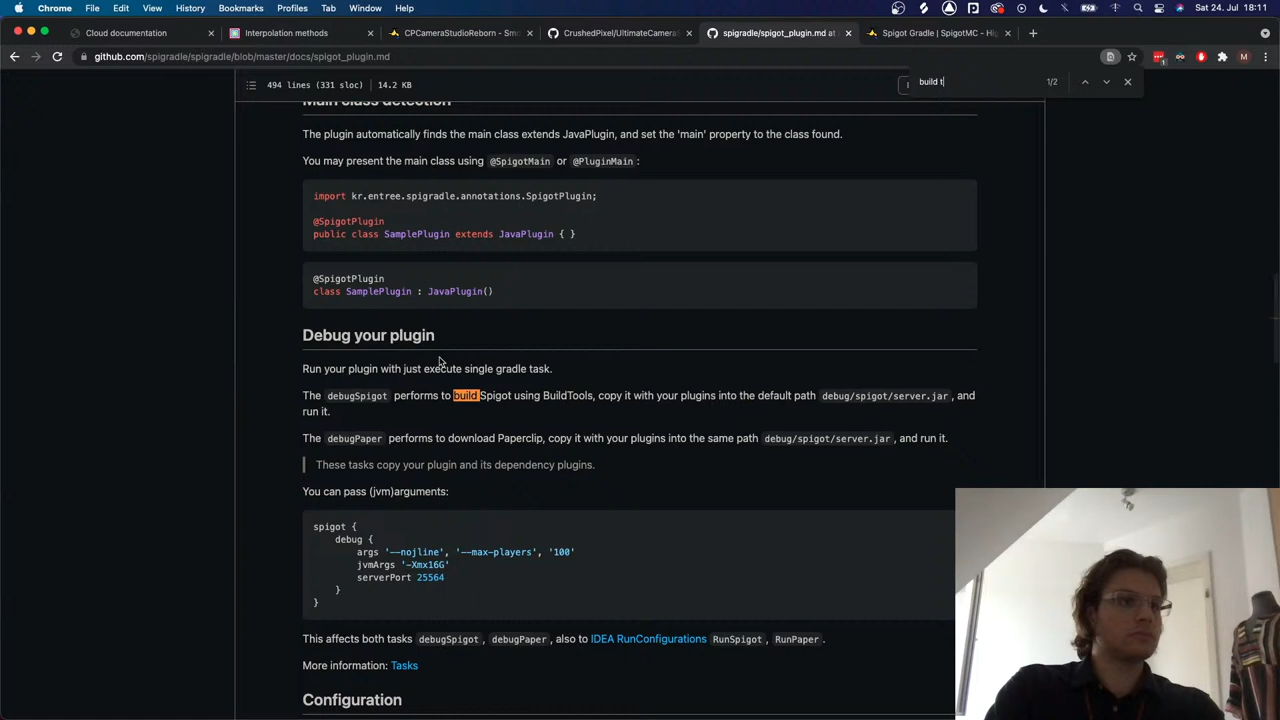 Chrome File Edit View History Bookmarks Profiles Tab Window Help
Sat 24. Jul 18:11
Cloud documentation
Interpolation methods
CPCameraStudioReborn – Smo
CrushedPixel/UltimateCameraS
spigradle/spigot_plugin.md at
Spigot Gradle | SpigotMC - Hig
github.com/spigradle/spigradle/blob/master/docs/spigot_plugin.md
build t
1/2
494 lines (331 sloc) 14.2 KB
Main class detection
The plugin automatically finds the main class extends JavaPlugin, and set the 'main' property to the class found.
You may present the main class using @SpigotMain or @PluginMain:
import kr.entree.spigradle.annotations.SpigotPlugin;
@SpigotPlugin
public class SamplePlugin extends JavaPlugin { }
@SpigotPlugin
class SamplePlugin : JavaPlugin()
Debug your plugin
Run your plugin with just execute single gradle task.
The debugSpigot performs to build Spigot using BuildTools, copy it with your plugins into the default path debug/spigot/server.jar, and
run it.
The debugPaper performs to download Paperclip, copy it with your plugins into the same path debug/spigot/server.jar, and run it.
These tasks copy your plugin and its dependency plugins.
You can pass (jvm)arguments:
spigot {
debug {
args '--nojline', '--max-players', '100'
jvmArgs '-Xmx16G'
serverPort 25564
}
}
This affects both tasks debugSpigot, debugPaper, also to IDEA RunConfigurations RunSpigot, RunPaper.
More information: Tasks
Configuration